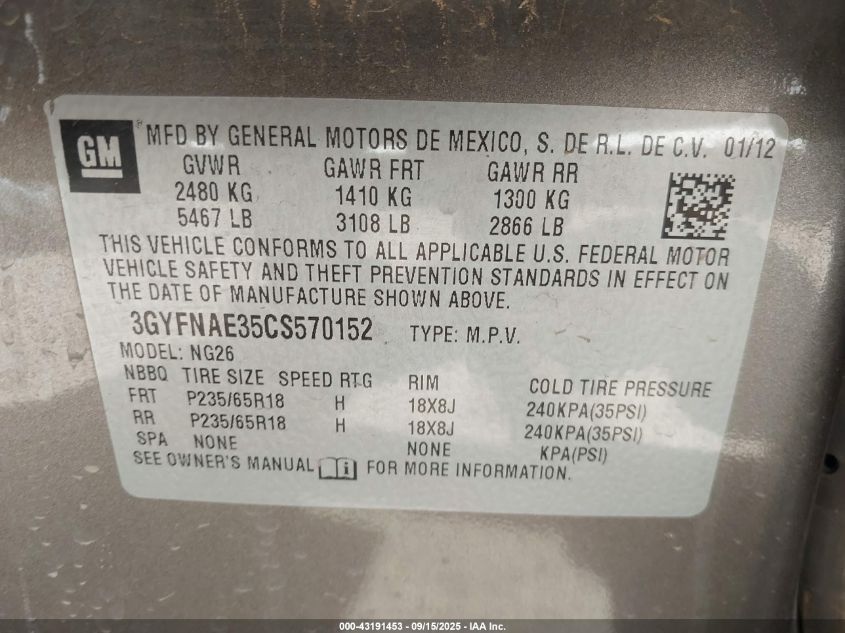 GM® MFD BY GENERAL MOTORS DE MEXICO, S. DE R.L. DE C.V. 01/12
GVWR GAWR FRT GAWR RR
2480 KG 1410 KG 1300 KG
5467 LB 3108 LB 2866 LB
THIS VEHICLE CONFORMS TO ALL APPLICABLE U.S. FEDERAL MOTOR
VEHICLE SAFETY AND THEFT PREVENTION STANDARDS IN EFFECT ON
THE DATE OF MANUFACTURE SHOWN ABOVE.
3GYFNAE35CS570152 TYPE: M.P.V.
MODEL: NG26
NBBQ TIRE SIZE SPEED RTG RIM COLD TIRE PRESSURE
FRT P235/65R18 H 18X8J 240KPA(35PSI)
RR P235/65R18 H 18X8J 240KPA(35PSI)
SPA NONE NONE KPA(PSI)
SEE OWNER'S MANUAL i FOR MORE INFORMATION.
000-43191453 - 09/15/2025 - IAA Inc.